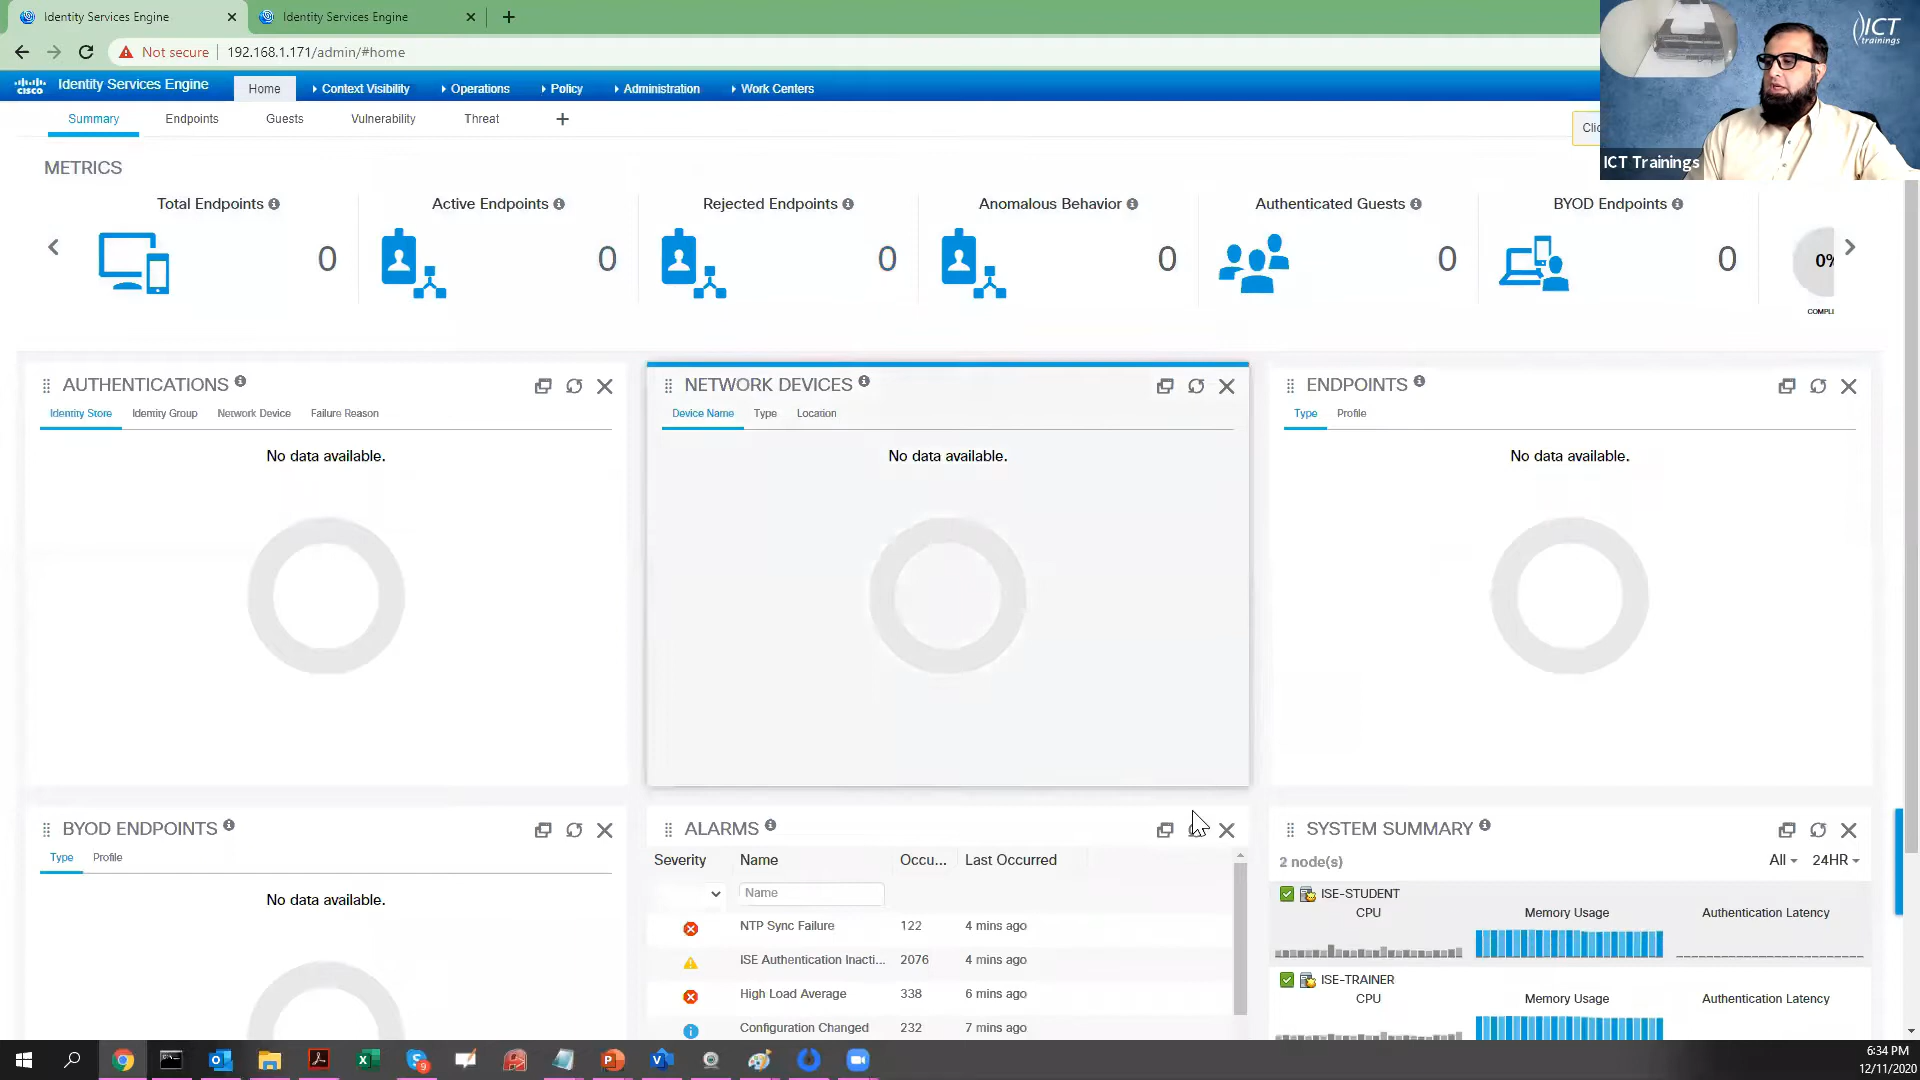 Identity Services Engine
Identity Services Engine
Not secure
192.168.1.171/admin/#home
ICT trainings
ICT Trainings
cisco
Identity Services Engine
Home
Context Visibility
Operations
Policy
Administration
Work Centers
Summary
Endpoints
Guests
Vulnerability
Threat
Clic
METRICS
Total Endpoints
0
Active Endpoints
0
Rejected Endpoints
0
Anomalous Behavior
0
Authenticated Guests
0
BYOD Endpoints
0
0%
COMPLI
AUTHENTICATIONS
Identity Store
Identity Group
Network Device
Failure Reason
No data available.
NETWORK DEVICES
Device Name
Type
Location
No data available.
ENDPOINTS
Type
Profile
No data available.
BYOD ENDPOINTS
Type
Profile
No data available.
ALARMS
Severity Name Occu... Last Occurred
Name
NTP Sync Failure 122 4 mins ago
ISE Authentication Inacti... 2076 4 mins ago
High Load Average 338 6 mins ago
Configuration Changed 232 7 mins ago
SYSTEM SUMMARY
2 node(s)
All
24HR
ISE-STUDENT
CPU
Memory Usage
Authentication Latency
ISE-TRAINER
CPU
Memory Usage
Authentication Latency
6:34 PM
12/11/2020